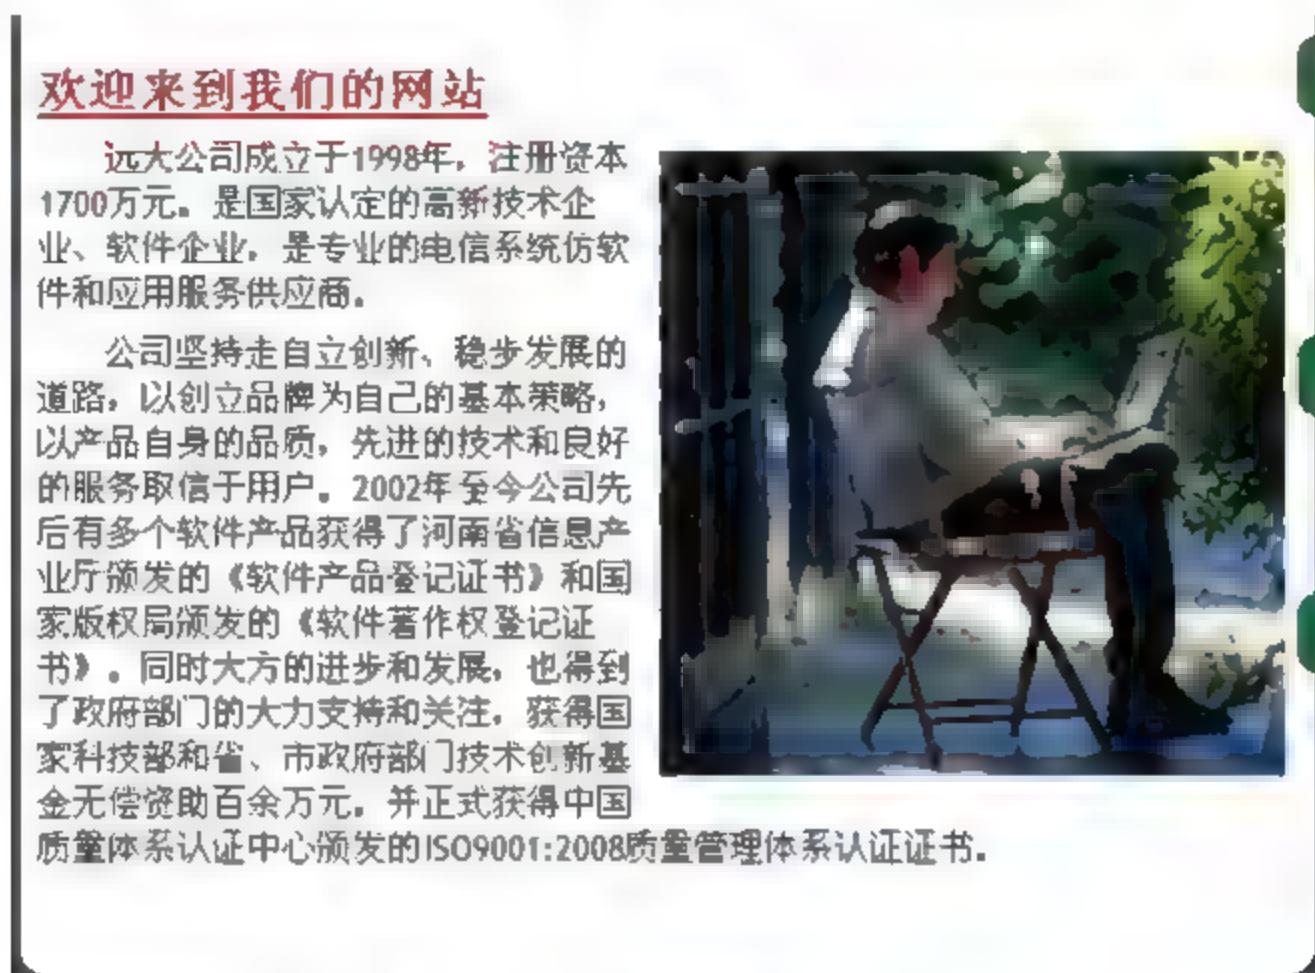 欢迎来到我们的网站
远大公司成立于1998年，注册资本
1700万元。是国家认定的高新技术企
业、软件企业，是专业的电信系统仿软
件和应用服务供应商。
公司坚持走自立创新、稳步发展的
道路，以创立品牌为自己的基本策略，
以产品自身的品质，先进的技术和良好
的服务取信于用户。2002年至今公司先
后有多个软件产品获得了河南省信息产
业厅颁发的《软件产品登记证书》和国
家版权局颁发的《软件著作权登记证
书》。同时大方的进步和发展，也得到
了政府部门的大力支持和关注，获得国
家科技部和省、市政府部门技术创新基
金无偿资助百余万元。并正式获得中国
质量体系认证中心颁发的ISO9001:2008质量管理体系认证证书。